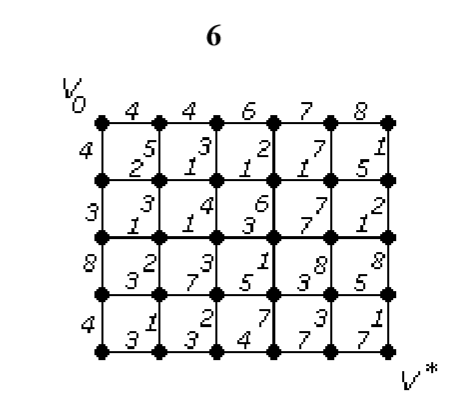 6
V0
4 4 6 7 8
4 5 3 2 7 1
2 1 1 1 5
3 3 4 6 7 2
1 1 3 7 1
8 2 3 1 8 8
3 7 5 3 5
4 1 2 7 3 1
3 3 4 7 7
V*